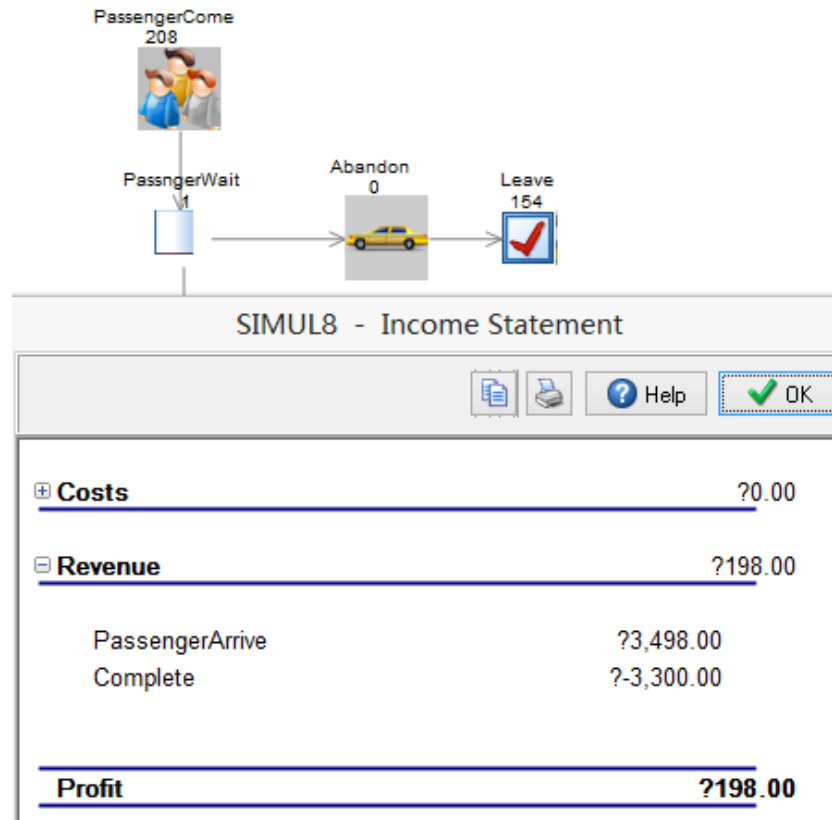 PassengerCome
208
PassngerWait
1
Abandon
0
Leave
154
SIMUL8 - Income Statement
Help
OK
Costs ?0.00
Revenue ?198.00
PassengerArrive ?3,498.00
Complete ?-3,300.00
Profit ?198.00